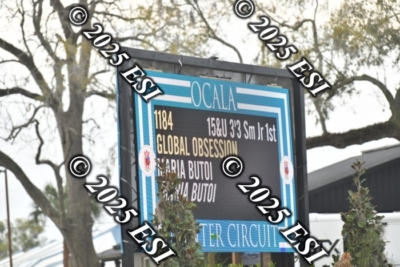 OCALA
1184
15&U 3'3 Sm Jr 1st
GLOBAL OBSESSION
MARIA BUTOI
MARIA BUTOI
WINTER CIRCUIT
© 2025 ESI
© 2025 ESI
© 2025 ESI
© 2025 ESI